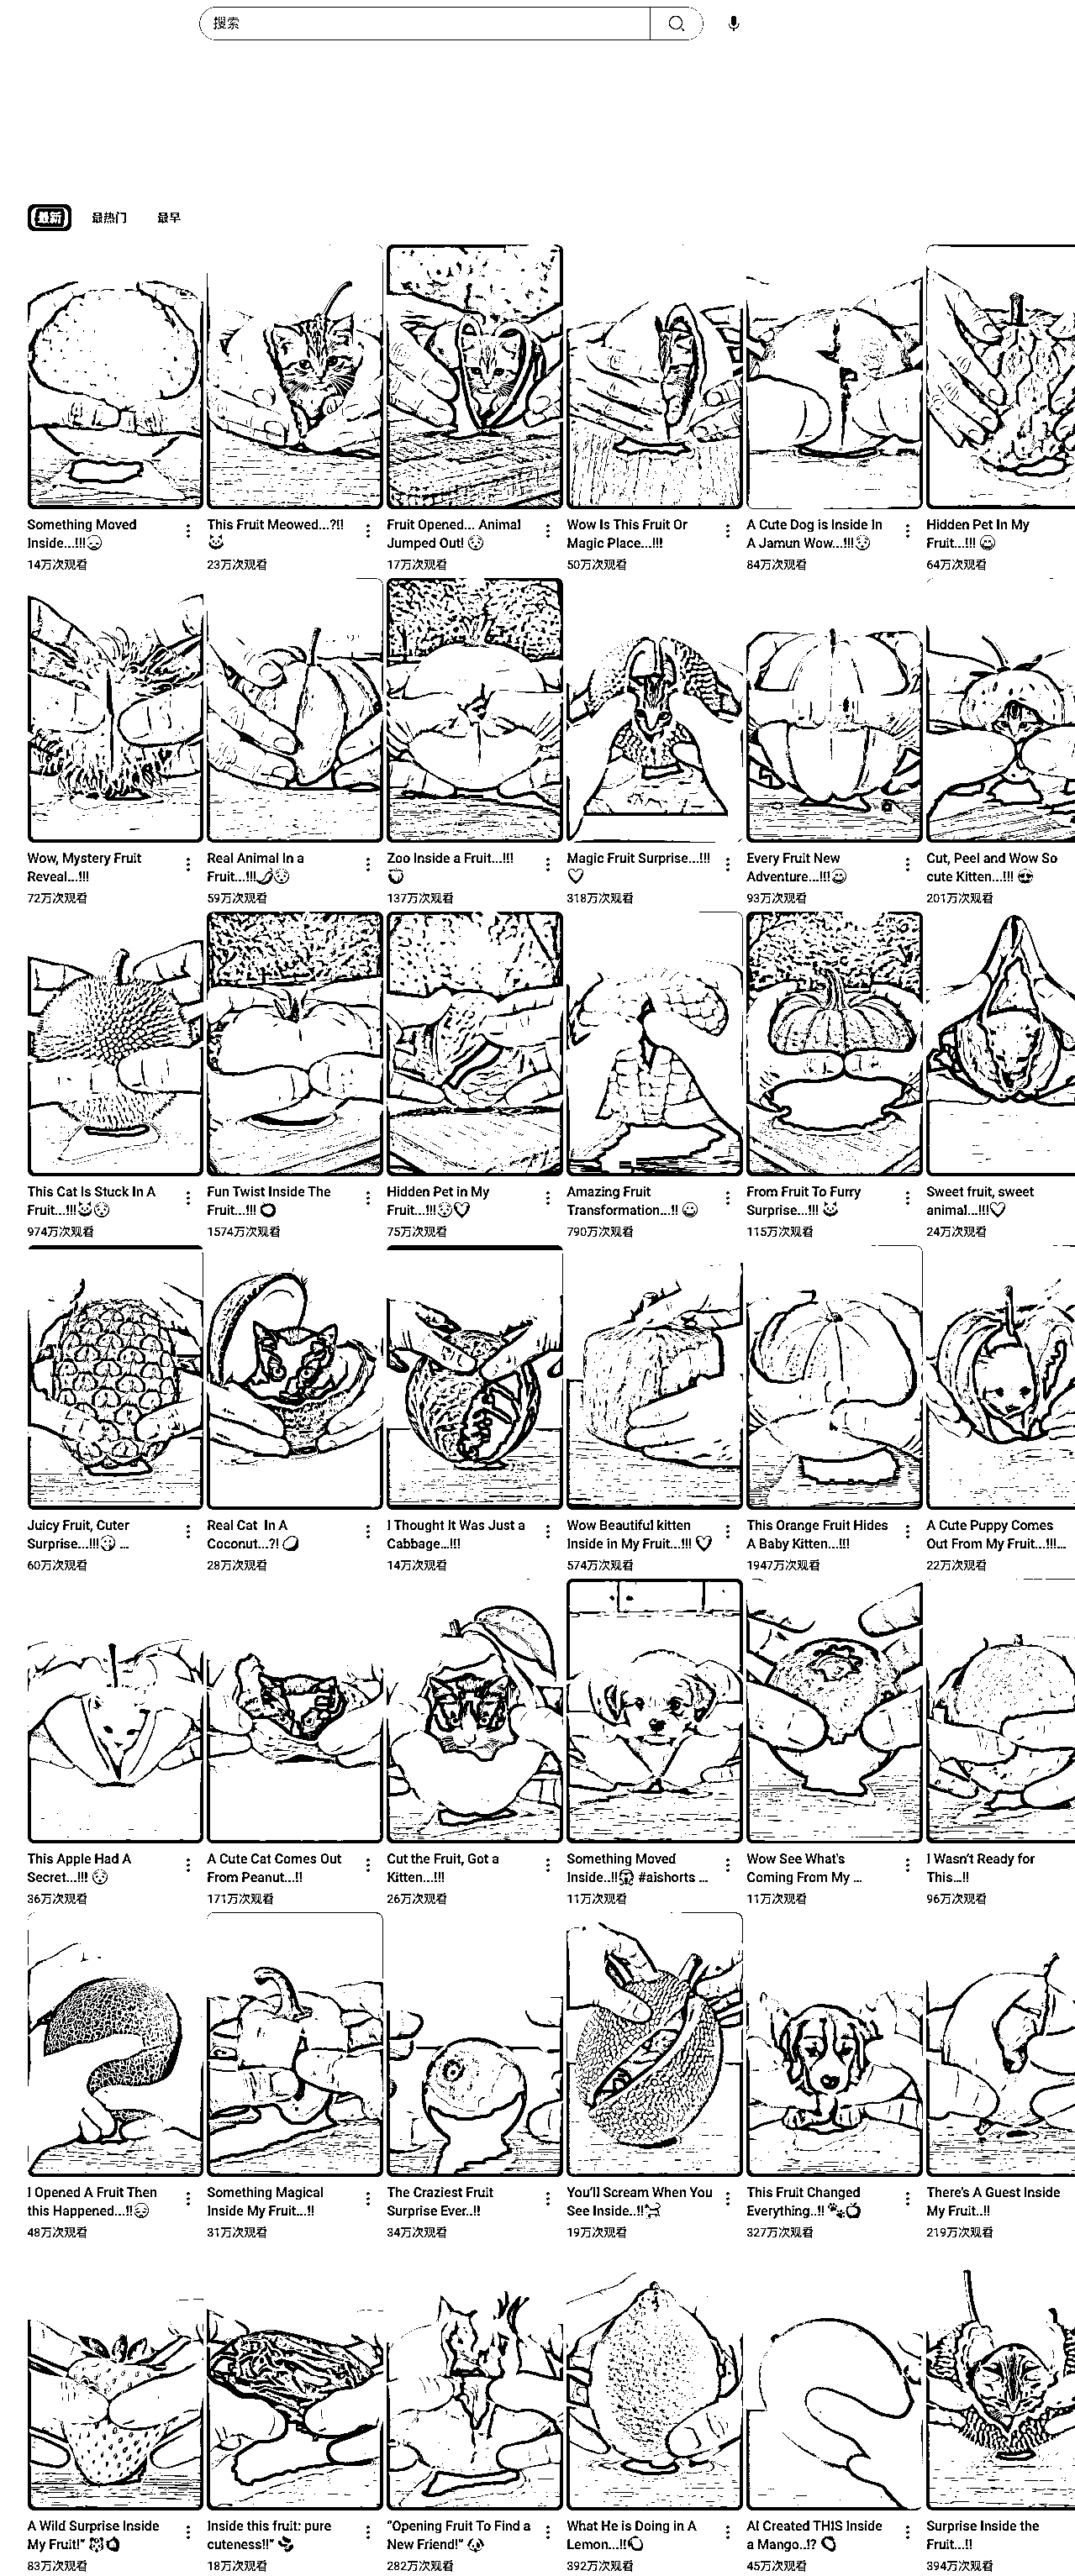 搜索
最新 最热门 最早
Something Moved
Inside...!!!😥
14万次观看
This Fruit Meowed...?!!
😺
23万次观看
Fruit Opened... Animal
Jumped Out! 😯
17万次观看
Wow Is This Fruit Or
Magic Place...!!!
50万次观看
A Cute Dog is Inside In
A Jamun Wow...!!!😯
84万次观看
Hidden Pet In My
Fruit...!!! 😀
64万次观看
Wow, Mystery Fruit
Reveal...!!!
72万次观看
Real Animal In a
Fruit...!!!🌶😯
59万次观看
Zoo Inside a Fruit...!!!
137万次观看
Magic Fruit Surprise...!!!
♡
318万次观看
Every Fruit New
Adventure...!!!😀
93万次观看
Cut, Peel and Wow So
cute Kitten...!!! 😍
201万次观看
This Cat Is Stuck In A
Fruit...!!!😺😯
974万次观看
Fun Twist Inside The
Fruit...!!!
1574万次观看
Hidden Pet in My
Fruit...!!!😯♡
75万次观看
Amazing Fruit
Transformation...!! 😀
790万次观看
From Fruit To Furry
Surprise...!!! 😺
115万次观看
Sweet fruit, sweet
animal...!!!♡
24万次观看
Juicy Fruit, Cuter
Surprise...!!!😘 ...
60万次观看
Real Cat In A
Coconut...?! 🥥
28万次观看
I Thought It Was Just a
Cabbage...!!!
14万次观看
Wow Beautiful kitten
Inside in My Fruit...!!! ♡
574万次观看
This Orange Fruit Hides
A Baby Kitten...!!!
1947万次观看
A Cute Puppy Comes
Out From My Fruit...!!!...
22万次观看
This Apple Had A
Secret...!!! 😯
36万次观看
A Cute Cat Comes Out
From Peanut...!!
171万次观看
Cut the Fruit, Got a
Kitten...!!!
26万次观看
Something Moved
Inside..!!😱 #aishorts ...
11万次观看
Wow See What's
Coming From My ...
11万次观看
I Wasn't Ready for
This...!!
96万次观看
I Opened A Fruit Then
this Happened...!!
48万次观看
Something Magical
Inside My Fruit...!!
31万次观看
The Craziest Fruit
Surprise Ever..!!
34万次观看
You'll Scream When You
See Inside..!!
19万次观看
This Fruit Changed
Everything..!! 🐾🍎
327万次观看
There's A Guest Inside
My Fruit..!!
219万次观看
A Wild Surprise Inside
My Fruit!"
83万次观看
Inside this fruit: pure
cuteness!!"
18万次观看
"Opening Fruit To Find a
New Friend!" 🐶
282万次观看
What He is Doing in A
Lemon...!!🍋
392万次观看
AI Created THIS Inside
a Mango..!? 🥭
45万次观看
Surprise Inside the
Fruit...!!
394万次观看